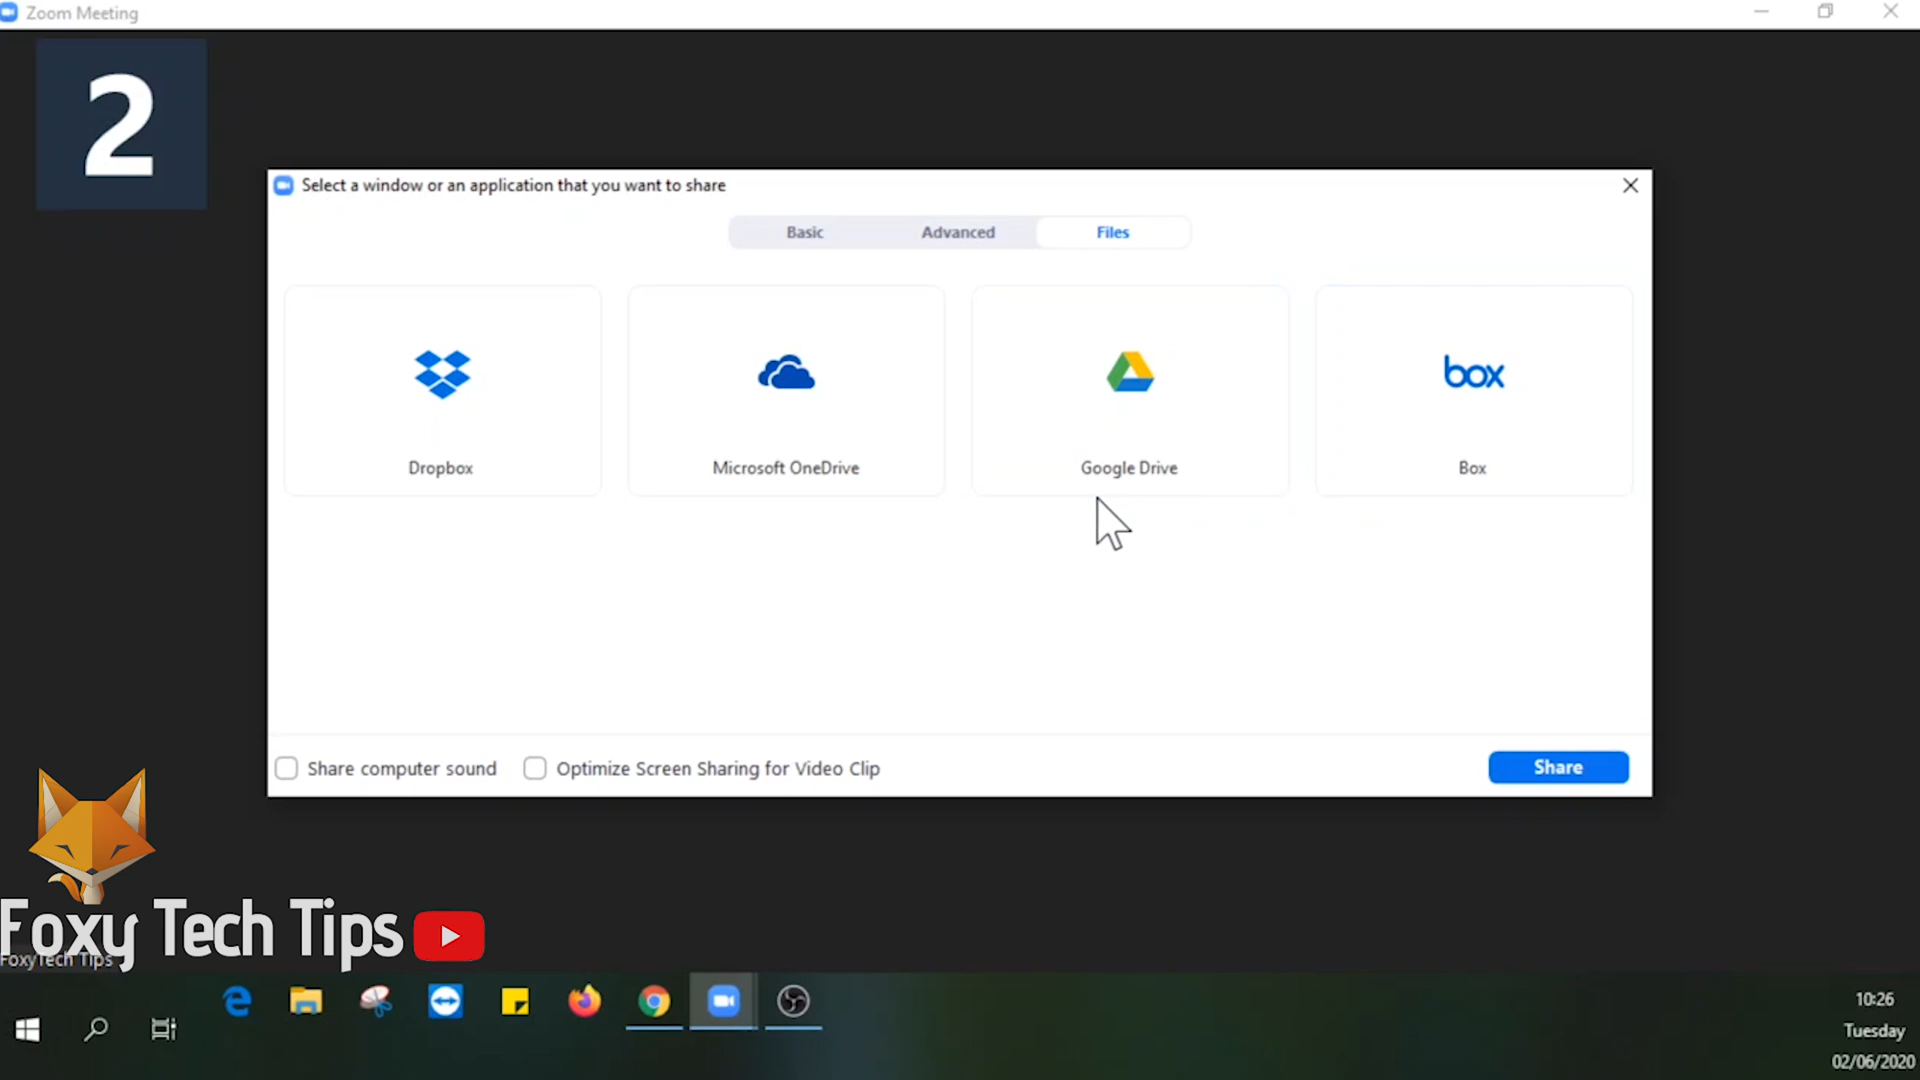 Zoom Meeting
2
Select a window or an application that you want to share
Basic
Advanced
Files
Dropbox
Microsoft OneDrive
Google Drive
box
Box
Share computer sound
Optimize Screen Sharing for Video Clip
Share
Foxy Tech Tips
FoxyTech Tips
10:26
Tuesday
02/06/2020